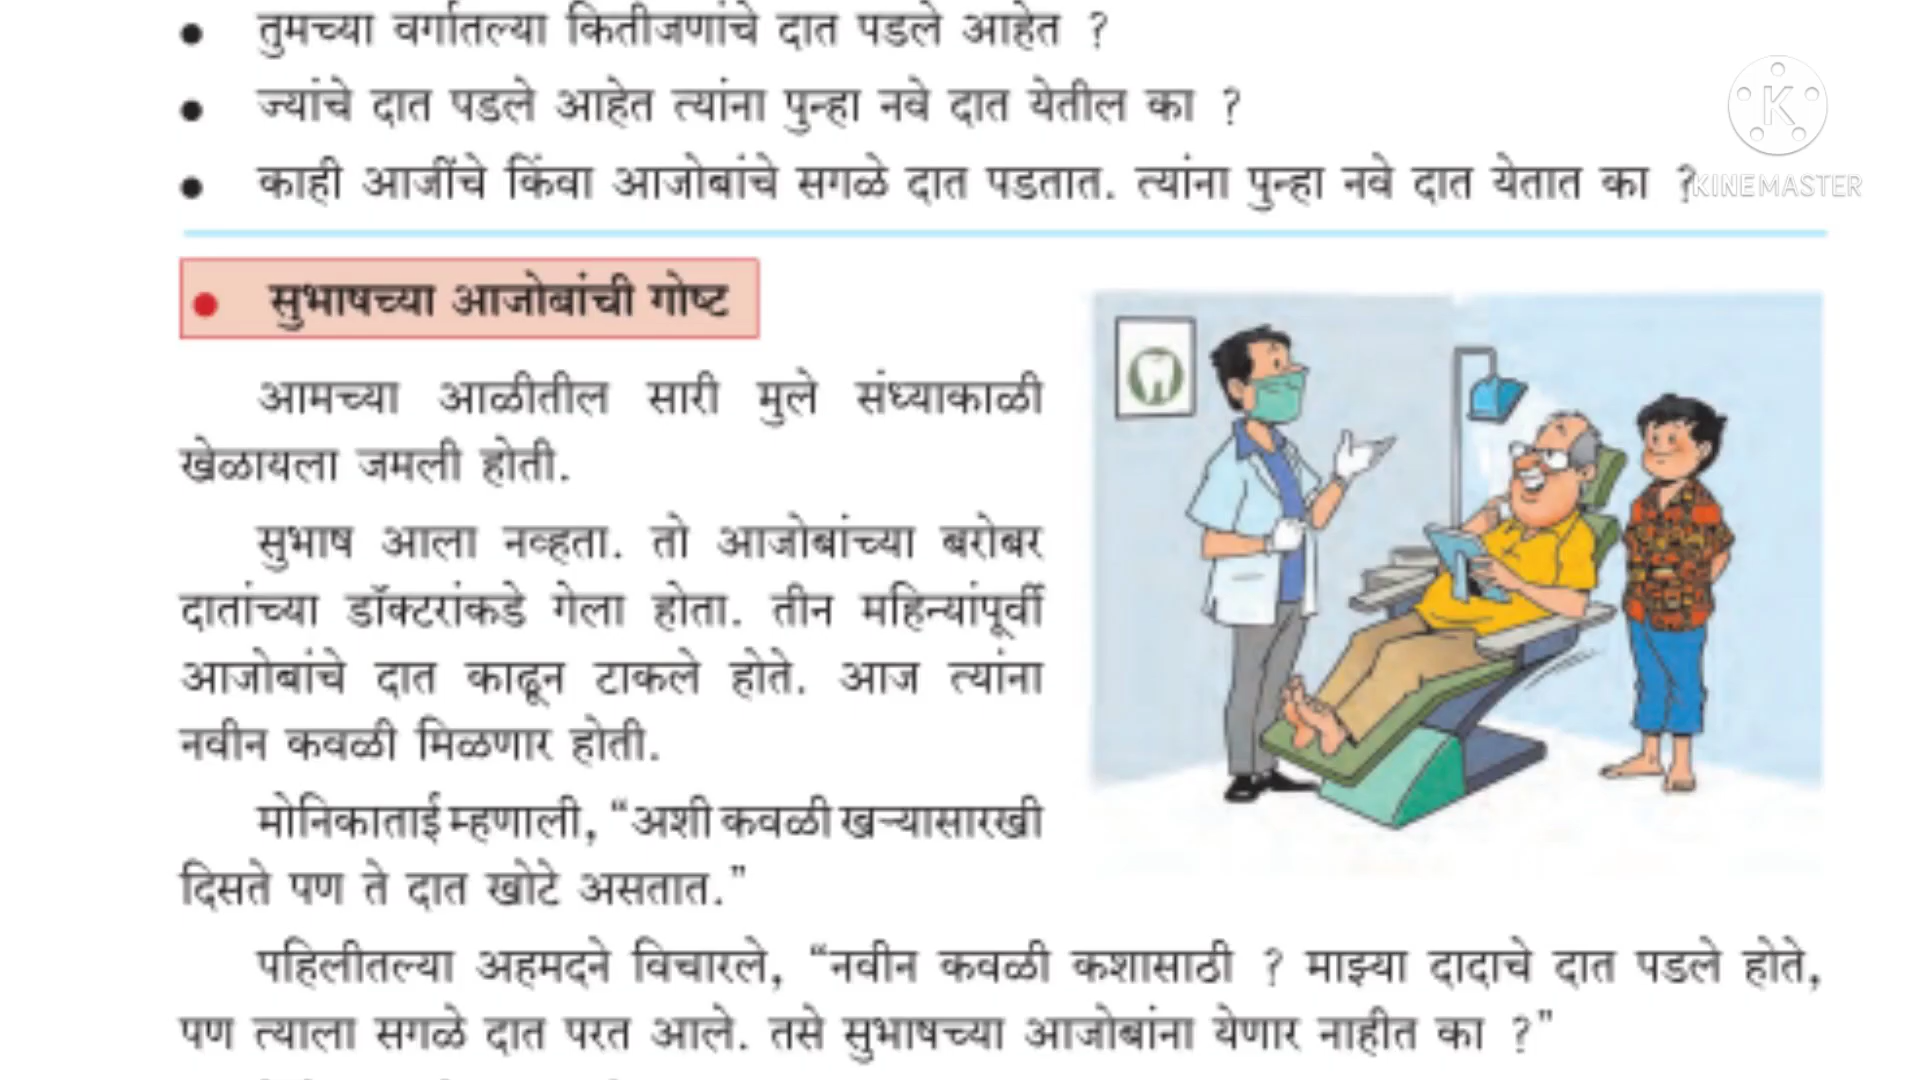 • तुमच्या वर्गातल्या कितीजणांचे दात पडले आहेत ?
• ज्यांचे दात पडले आहेत त्यांना पुन्हा नवे दात येतील का ?
• काही आजींचे किंवा आजोबांचे सगळे दात पडतात. त्यांना पुन्हा नवे दात येतात का ?
KINEMASTER
• सुभाषच्या आजोबांची गोष्ट
आमच्या आळीतील सारी मुले संध्याकाळी
खेळायला जमली होती.
सुभाष आला नव्हता. तो आजोबांच्या बरोबर
दातांच्या डॉक्टरांकडे गेला होता. तीन महिन्यांपूर्वी
आजोबांचे दात काढून टाकले होते. आज त्यांना
नवीन कवळी मिळणार होती.
मोनिकाताई म्हणाली, “अशी कवळी खऱ्यासारखी
दिसते पण ते दात खोटे असतात.”
पहिलीतल्या अहमदने विचारले, “नवीन कवळी कशासाठी ? माझ्या दादाचे दात पडले होते,
पण त्याला सगळे दात परत आले. तसे सुभाषच्या आजोबांना येणार नाहीत का ?”